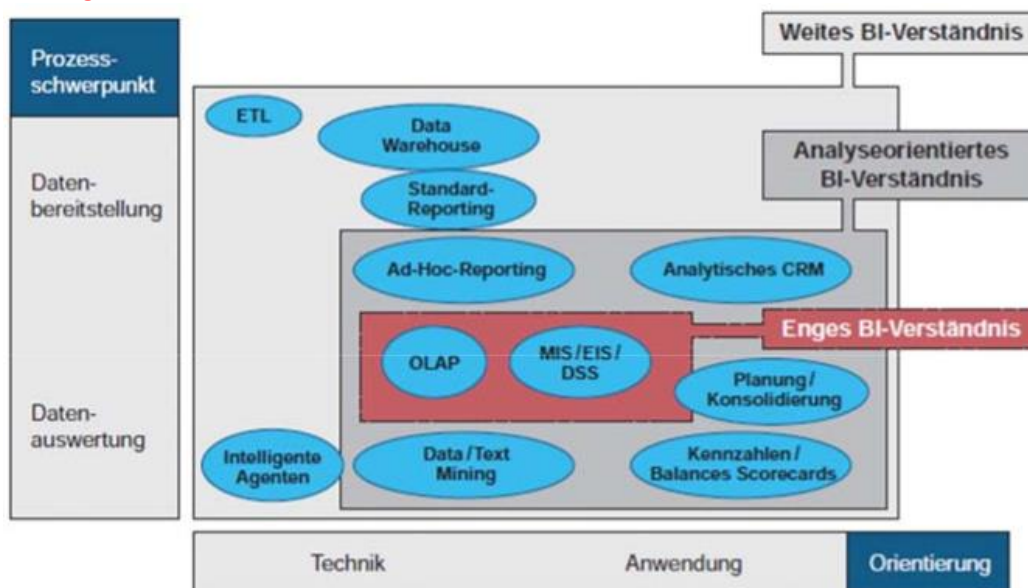 Weites BI-Verständnis
Prozess-
schwerpunkt
ETL
Data
Warehouse
Analyseorientiertes
BI-Verständnis
Daten-
bereitstellung
Standard-
Reporting
Ad-Hoc-Reporting
Analytisches CRM
Enges BI-Verständnis
OLAP
MIS/EIS/
DSS
Planung/
Konsolidierung
Daten-
auswertung
Intelligente
Agenten
Data/Text
Mining
Kennzahlen/
Balances Scorecards
Technik
Anwendung
Orientierung